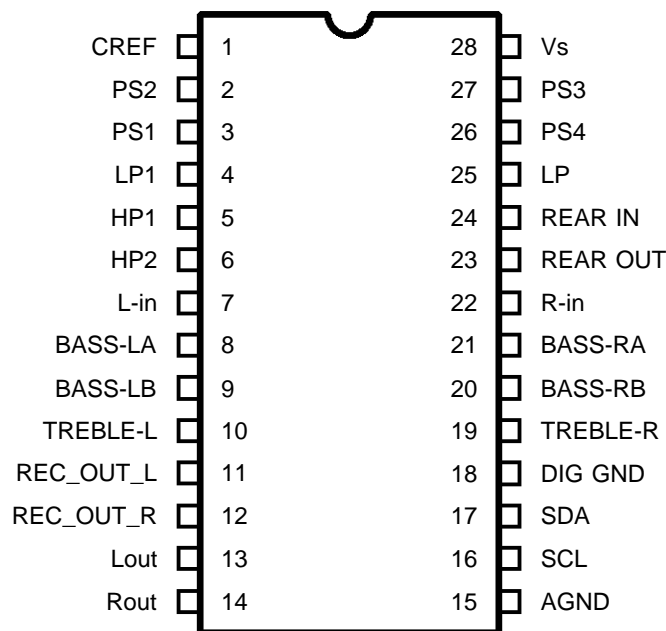 CREF 1 28 Vs
PS2 2 27 PS3
PS1 3 26 PS4
LP1 4 25 LP
HP1 5 24 REAR IN
HP2 6 23 REAR OUT
L-in 7 22 R-in
BASS-LA 8 21 BASS-RA
BASS-LB 9 20 BASS-RB
TREBLE-L 10 19 TREBLE-R
REC_OUT_L 11 18 DIG GND
REC_OUT_R 12 17 SDA
Lout 13 16 SCL
Rout 14 15 AGND